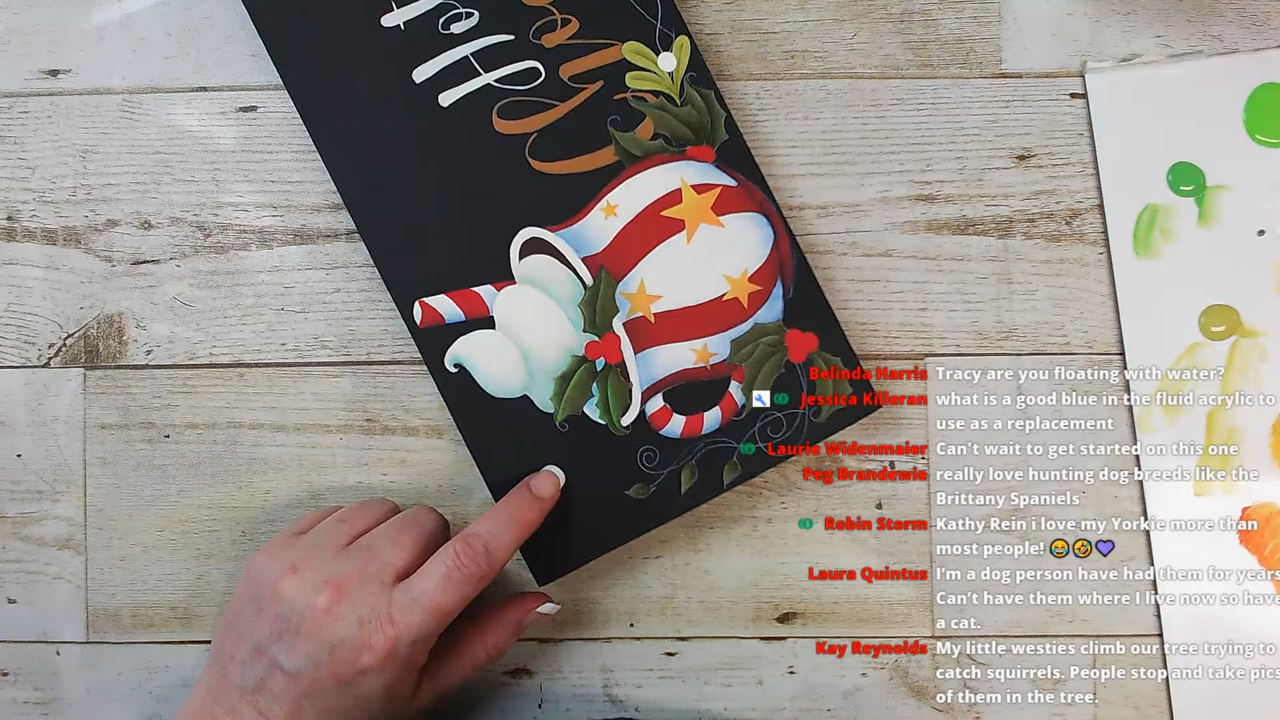 Belinda Harris Tracy are you floating with water?
Jessica Killeran what is a good blue in the fluid acrylic to
use as a replacement
Laurie Widenmaier Can't wait to get started on this one
Peg Brandewie really love hunting dog breeds like the
Brittany Spaniels
Robin Storm Kathy Rein i love my Yorkie more than
most people! 😂🤣💜
Laura Quintus I'm a dog person have had them for years
Can't have them where I live now so have
a cat.
Kay Reynolds My little westies climb our tree trying to
catch squirrels. People stop and take pics
of them in the tree.